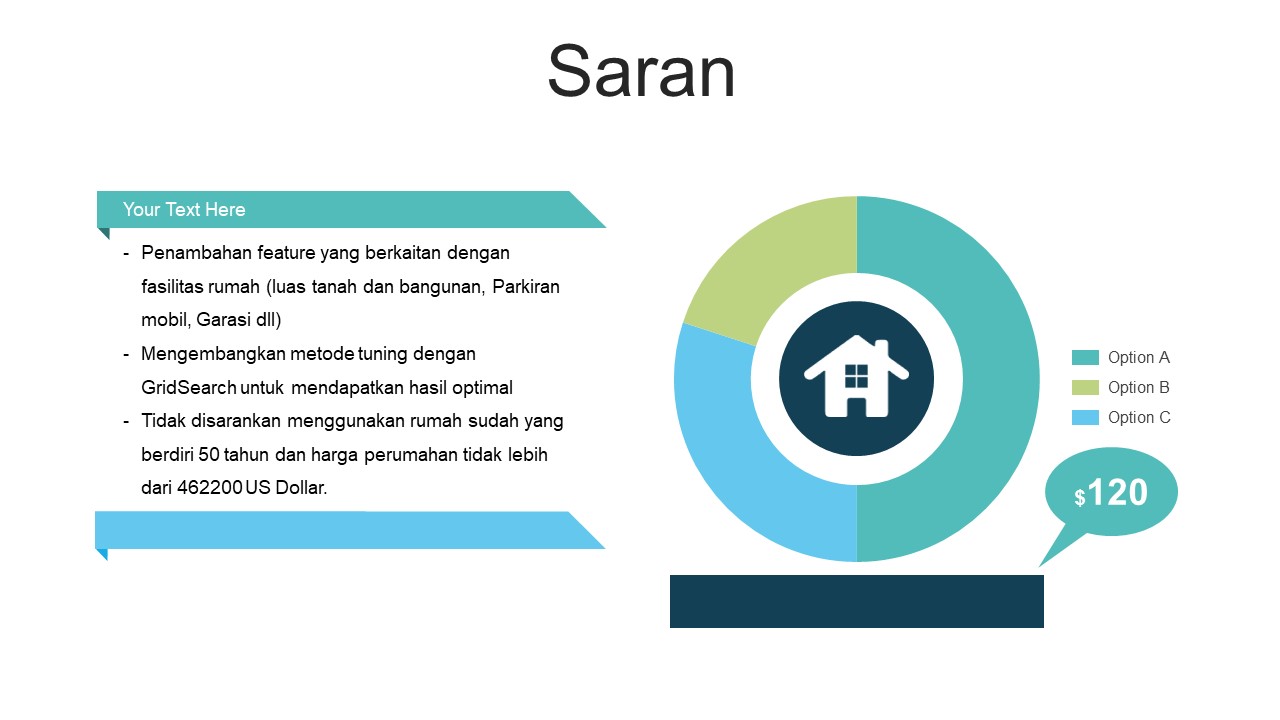 Saran
Your Text Here
- Penambahan feature yang berkaitan dengan
fasilitas rumah (luas tanah dan bangunan, Parkiran
mobil, Garasi dll)
- Mengembangkan metode tuning dengan
GridSearch untuk mendapatkan hasil optimal
- Tidak disarankan menggunakan rumah sudah yang
berdiri 50 tahun dan harga perumahan tidak lebih
dari 462200 US Dollar.
Option A
Option B
Option C
$120